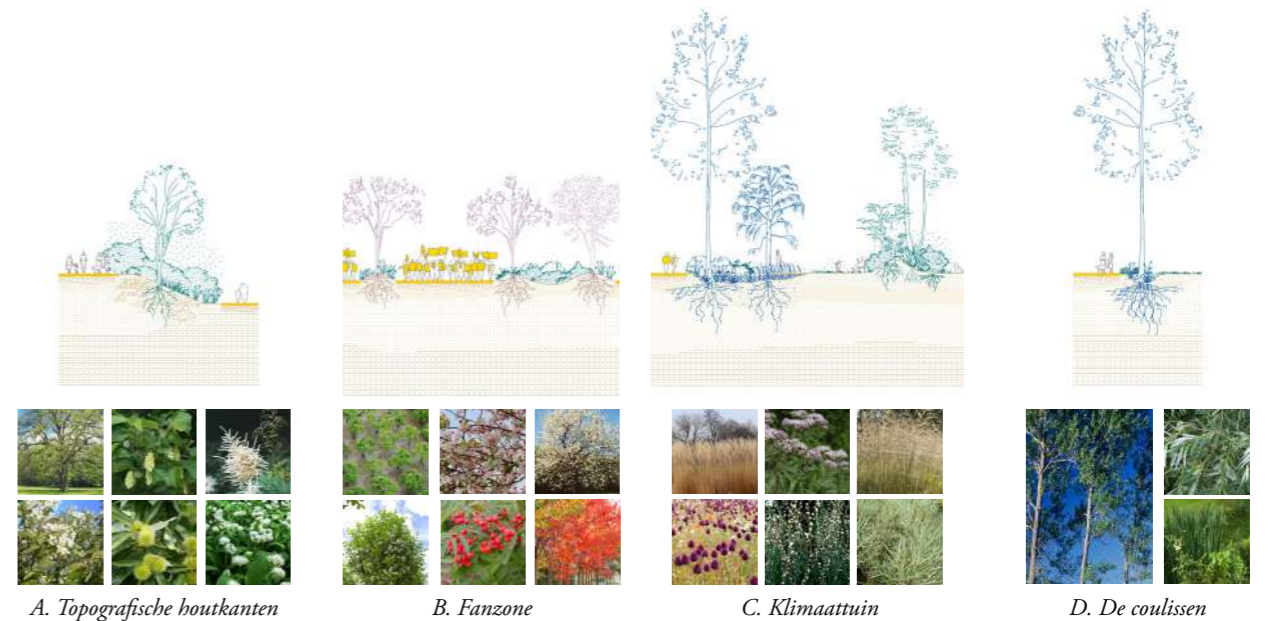 A. Topografische houtkanten
B. Fanzone
C. Klimaattuin
D. De coulissen